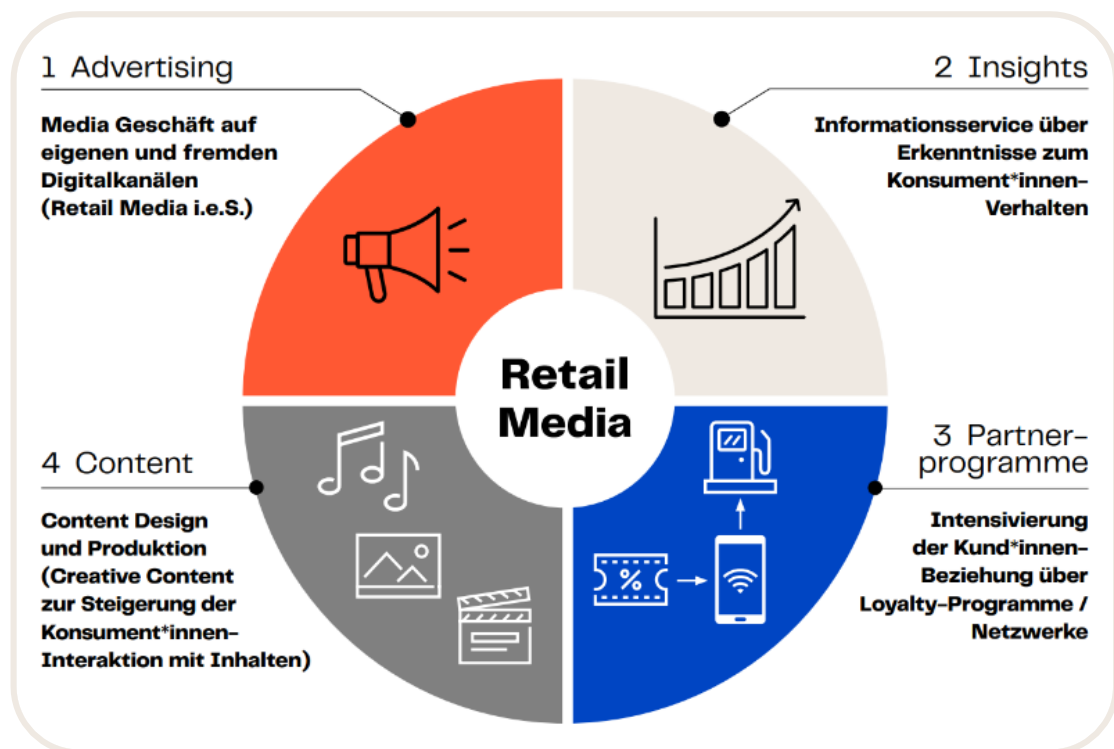 1 Advertising
Media Geschäft auf
eigenen und fremden
Digitalkanälen
(Retail Media i.e.S.)
2 Insights
Informationsservice über
Erkenntnisse zum
Konsument*innen-
Verhalten
Retail
Media
3 Partner-
programme
Intensivierung
der Kund*innen-
Beziehung über
Loyalty-Programme /
Netzwerke
%
4 Content
Content Design
und Produktion
(Creative Content
zur Steigerung der
Konsument*innen-
Interaktion mit Inhalten)